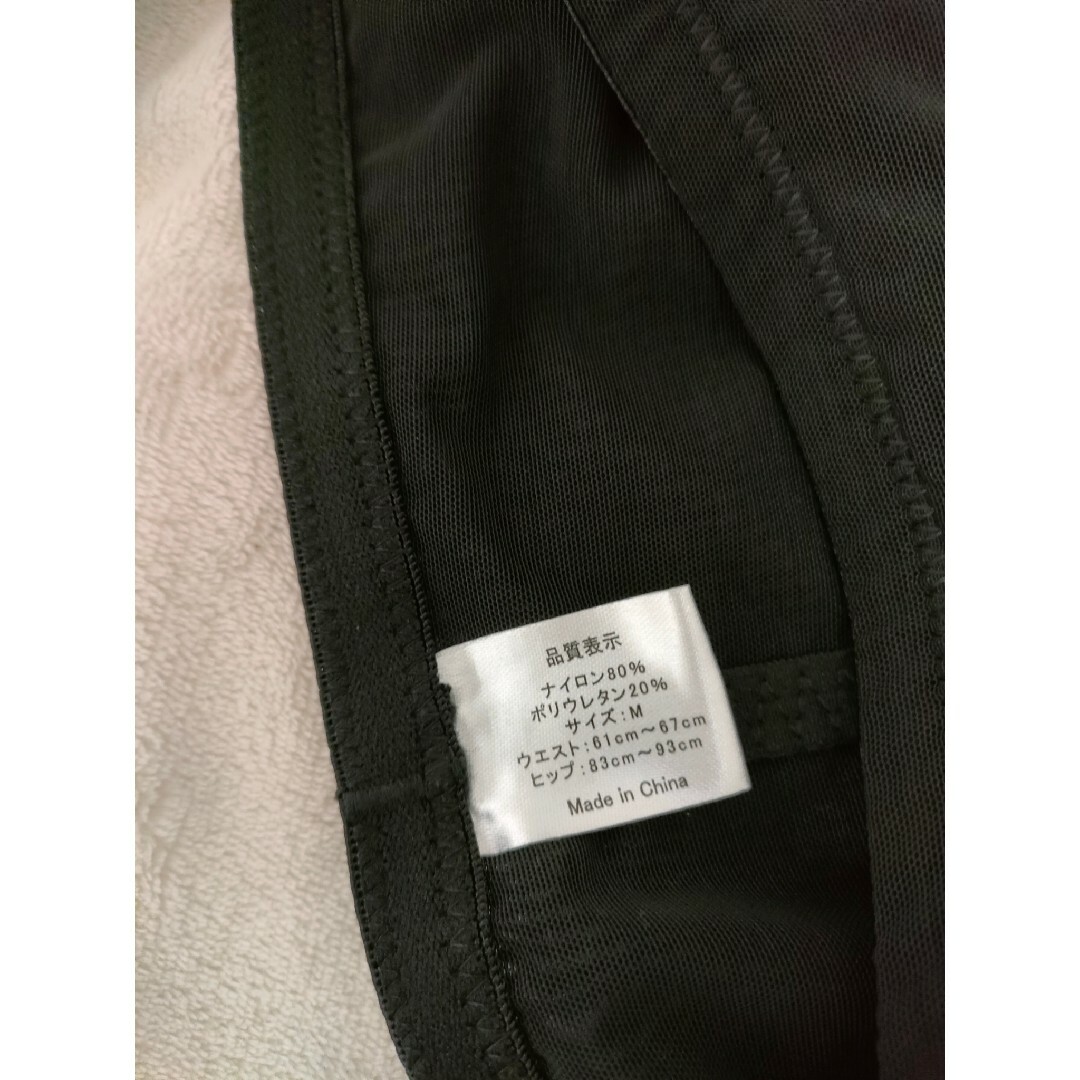 品質表示
ナイロン80%
ポリウレタン20%
サイズ:M
ウエスト:61cm～67cm
ヒップ:83cm～93cm
Made in China